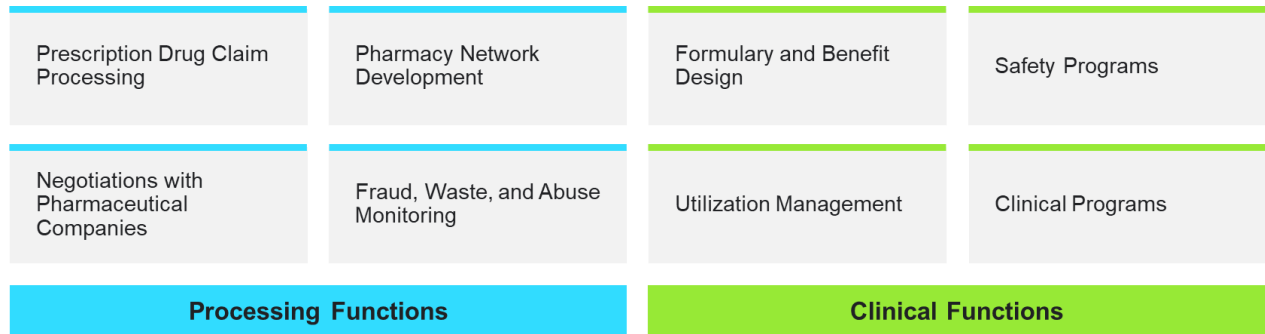 Prescription Drug Claim
Processing
Pharmacy Network
Development
Formulary and Benefit
Design
Safety Programs
Negotiations with
Pharmaceutical
Companies
Fraud, Waste, and Abuse
Monitoring
Utilization Management
Clinical Programs
Processing Functions
Clinical Functions